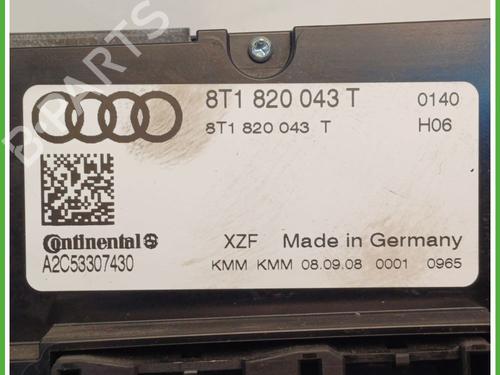 8T1 820 043 T 0140
8T1 820 043 T H06
Continental
A2C53307430
XZF Made in Germany
KMM KMM 08.09.08 0001 0965
B-PARTS